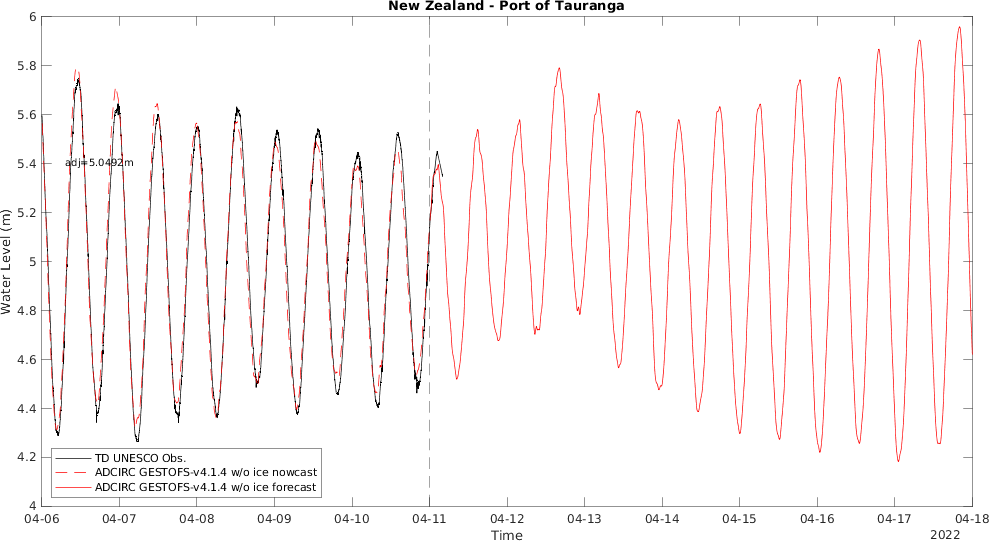 New Zealand - Port of Tauranga
6
5.8
5.6
5.4
5.2
5
4.8
4.6
4.4
4.2
4
Water Level (m)
adj=5.0492m
TD UNESCO Obs.
ADCIRC GESTOFS-v4.1.4 w/o ice nowcast
ADCIRC GESTOFS-v4.1.4 w/o ice forecast
04-06 04-07 04-08 04-09 04-10 04-11 04-12 04-13 04-14 04-15 04-16 04-17 04-18
Time
2022